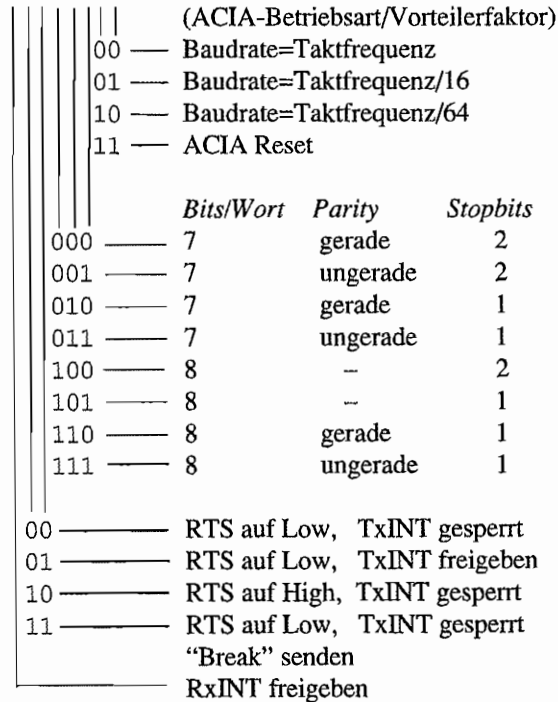 (ACIA-Betriebsart/Vorteilerfaktor)
00 — Baudrate=Taktfrequenz
01 — Baudrate=Taktfrequenz/16
10 — Baudrate=Taktfrequenz/64
11 — ACIA Reset
Bits/Wort Parity Stopbits
000 — 7 gerade 2
001 — 7 ungerade 2
010 — 7 gerade 1
011 — 7 ungerade 1
100 — 8 – 2
101 — 8 – 1
110 — 8 gerade 1
111 — 8 ungerade 1
00 — RTS auf Low, TxINT gesperrt
01 — RTS auf Low, TxINT freigeben
10 — RTS auf High, TxINT gesperrt
11 — RTS auf Low, TxINT gesperrt
“Break” senden
RxINT freigeben